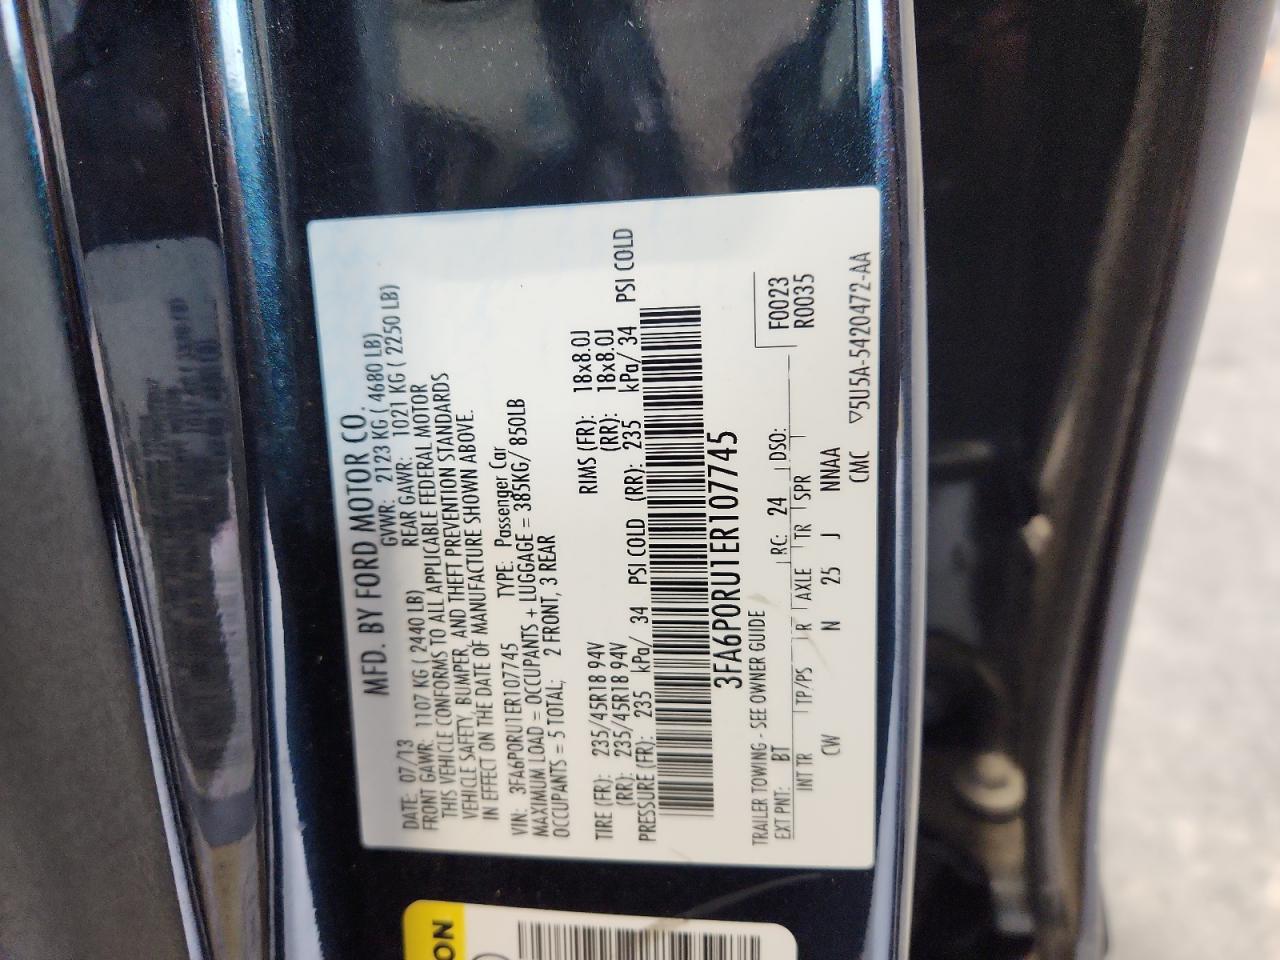 MFD. BY FORD MOTOR CO.
DATE: 07/13 GVWR: 2123 KG ( 4680 LB)
FRONT GAWR: 1107 KG ( 2440 LB) REAR GAWR: 1021 KG ( 2250 LB)
THIS VEHICLE CONFORMS TO ALL APPLICABLE FEDERAL MOTOR
VEHICLE SAFETY, BUMPER, AND THEFT PREVENTION STANDARDS
IN EFFECT ON THE DATE OF MANUFACTURE SHOWN ABOVE.
VIN: 3FA6P0RU1ER107745 TYPE: Passenger Car
MAXIMUM LOAD = OCCUPANTS + LUGGAGE = 385KG/ 850LB
OCCUPANTS = 5 TOTAL; 2 FRONT, 3 REAR
TIRE (FR): 235/45R18 94V RIMS (FR): 18x8.0J
(RR): 235/45R18 94V (RR): 18x8.0J
PRESSURE (FR): 235 kPa/ 34 PSI COLD (RR): 235 kPa/ 34 PSI COLD
3FA6P0RU1ER107745
TRAILER TOWING - SEE OWNER GUIDE F0023
EXT PNT: BT RC: 24 DSO: R0035
INT TR TP/PS R AXLE TR SPR
CW N 25 J NNAA
CMC ▽5U5A-5420472-AA
ON